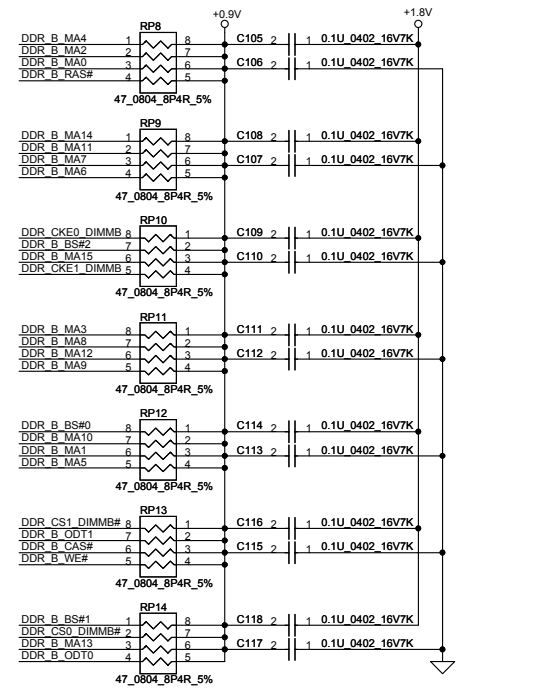 +0.9V +1.8V
RP8
DDR_B_MA4 1 8 C105 2 1 0.1U_0402_16V7K
DDR_B_MA2 2 7
DDR_B_MA0 3 6 C106 2 1 0.1U_0402_16V7K
DDR_B_RAS# 4 5
47_0804_8P4R_5%
RP9
DDR_B_MA14 1 8 C108 2 1 0.1U_0402_16V7K
DDR_B_MA11 2 7
DDR_B_MA7 3 6 C107 2 1 0.1U_0402_16V7K
DDR_B_MA6 4 5
47_0804_8P4R_5%
RP10
DDR_CKE0_DIMMB 8 1 C109 2 1 0.1U_0402_16V7K
DDR_B_BS#2 7 2
DDR_B_MA15 6 3 C110 2 1 0.1U_0402_16V7K
DDR_CKE1_DIMMB 5 4
47_0804_8P4R_5%
RP11
DDR_B_MA3 8 1 C111 2 1 0.1U_0402_16V7K
DDR_B_MA8 7 2
DDR_B_MA12 6 3 C112 2 1 0.1U_0402_16V7K
DDR_B_MA9 5 4
47_0804_8P4R_5%
RP12
DDR_B_BS#0 8 1 C114 2 1 0.1U_0402_16V7K
DDR_B_MA10 7 2
DDR_B_MA1 6 3 C113 2 1 0.1U_0402_16V7K
DDR_B_MA5 5 4
47_0804_8P4R_5%
RP13
DDR_CS1_DIMMB# 8 1 C116 2 1 0.1U_0402_16V7K
DDR_B_ODT1 7 2
DDR_B_CAS# 6 3 C115 2 1 0.1U_0402_16V7K
DDR_B_WE# 5 4
47_0804_8P4R_5%
RP14
DDR_B_BS#1 1 8 C118 2 1 0.1U_0402_16V7K
DDR_CS0_DIMMB# 2 7
DDR_B_MA13 3 6 C117 2 1 0.1U_0402_16V7K
DDR_B_ODT0 4 5
47_0804_8P4R_5%